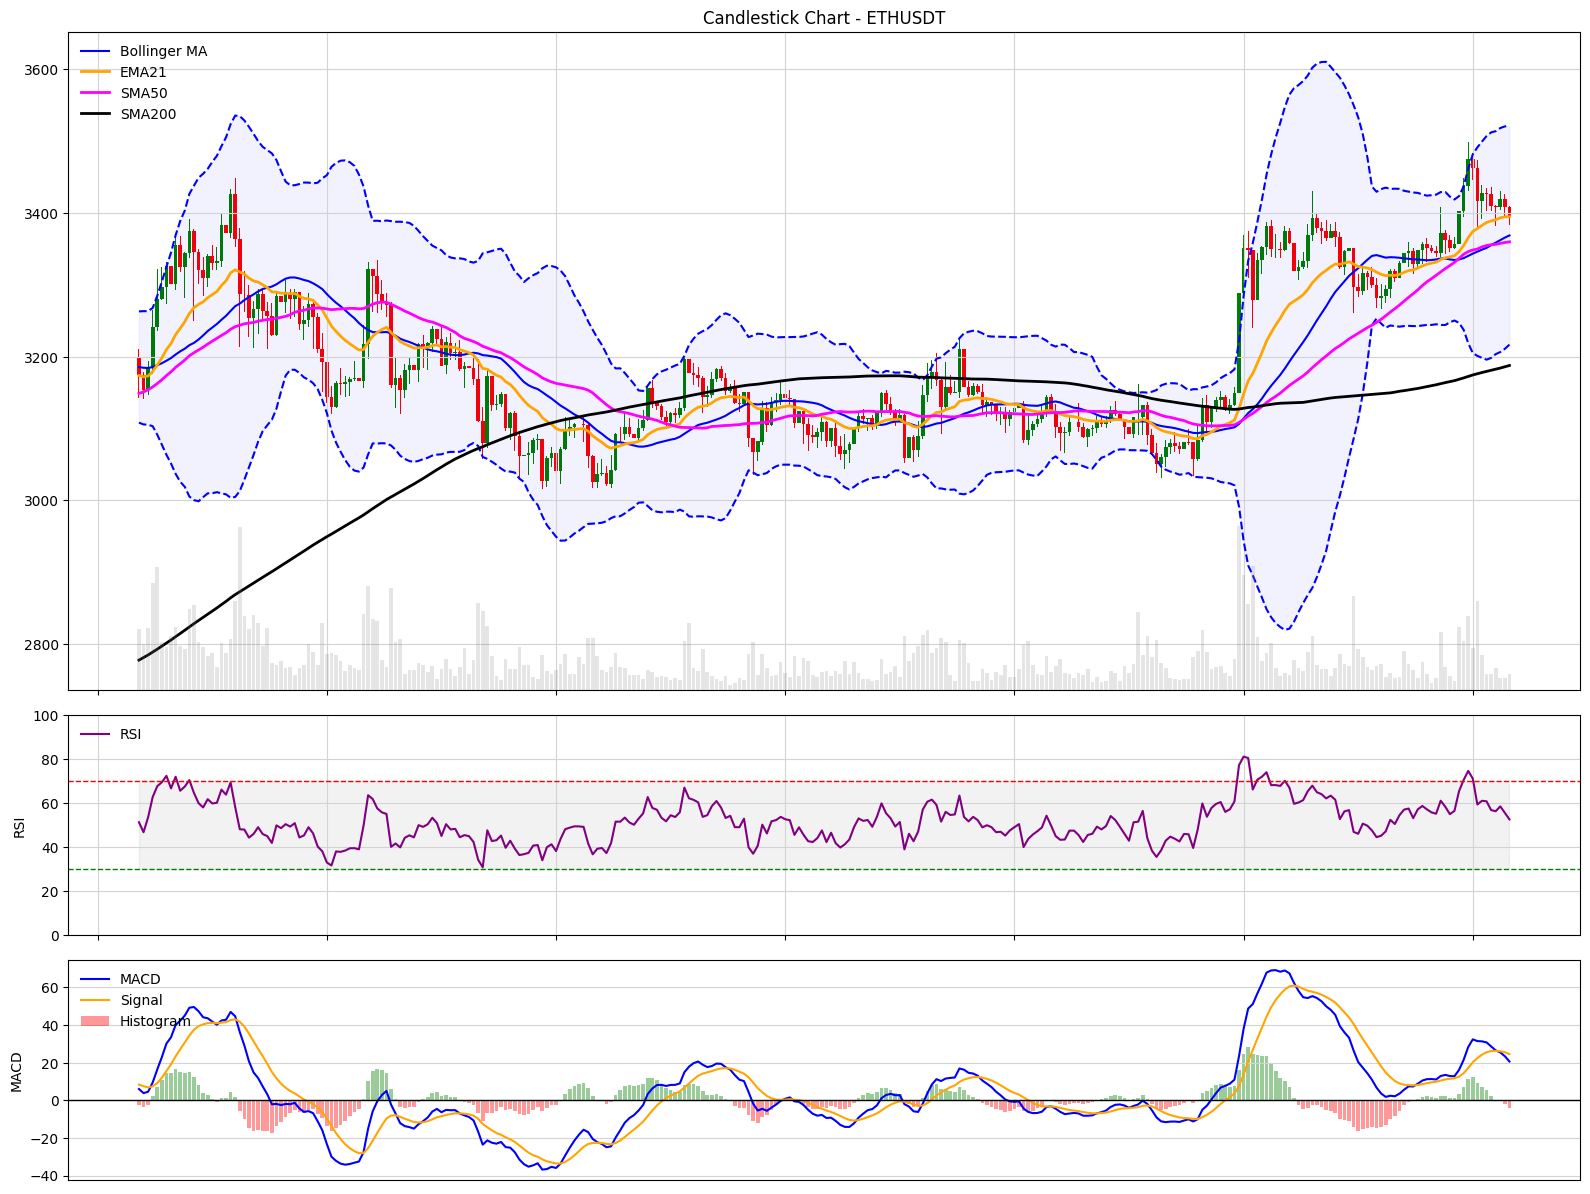 Candlestick Chart - ETHUSDT
Bollinger MA
EMA21
SMA50
SMA200
3600
3400
3200
3000
2800
RSI
100
80
60
40
20
0
RSI
MACD
Signal
Histogram
60
40
20
0
−20
−40
MACD